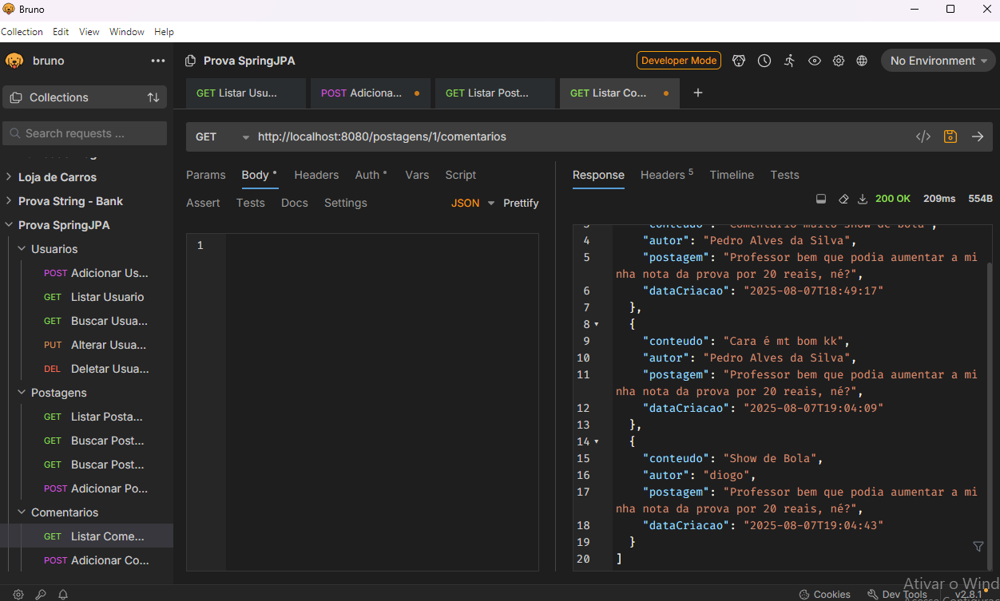 Bruno
Collection Edit View Window Help
bruno
Prova SpringJPA
Developer Mode
No Environment
Collections
GET Listar Usu...
POST Adiciona...
GET Listar Post...
GET Listar Co...
Search requests ...
GET
http://localhost:8080/postagens/1/comentarios
Loja de Carros
Prova String - Bank
Prova SpringJPA
Usuarios
POST Adicionar Us...
GET Listar Usuario
GET Buscar Usua...
PUT Alterar Usua...
DEL Deletar Usua...
Postagens
GET Listar Posta...
GET Buscar Post...
GET Buscar Post...
POST Adicionar Po...
Comentarios
GET Listar Come...
POST Adicionar Co...
Params Body * Headers Auth * Vars Script
Assert Tests Docs Settings JSON Prettify
1
Response Headers 5 Timeline Tests
200 OK 209ms 554B
3 "conteudo": "Comentario muito show de bola",
4 "autor": "Pedro Alves da Silva",
5 "postagem": "Professor bem que podia aumentar a mi
nha nota da prova por 20 reais, né?",
6 "dataCriacao": "2025-08-07T18:49:17"
7 },
8 {
9 "conteudo": "Cara é mt bom kk",
10 "autor": "Pedro Alves da Silva",
11 "postagem": "Professor bem que podia aumentar a mi
nha nota da prova por 20 reais, né?",
12 "dataCriacao": "2025-08-07T19:04:09"
13 },
14 {
15 "conteudo": "Show de Bola",
16 "autor": "diogo",
17 "postagem": "Professor bem que podia aumentar a mi
nha nota da prova por 20 reais, né?",
18 "dataCriacao": "2025-08-07T19:04:43"
19 }
20 ]
Ativar o Wind
Cookies Dev Tools v2.8.1